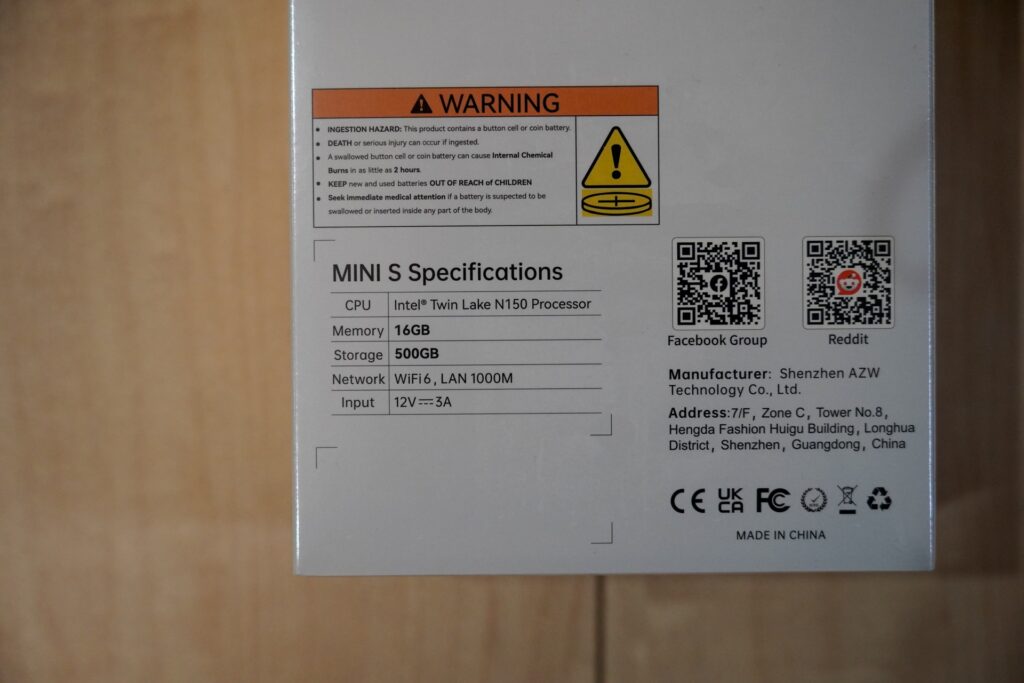 WARNING
INGESTION HAZARD: This product contains a button cell or coin battery.
DEATH or serious injury can occur if ingested.
A swallowed button cell or coin battery can cause Internal Chemical
Burns in as little as 2 hours.
KEEP new and used batteries OUT OF REACH of CHILDREN
Seek immediate medical attention if a battery is suspected to be
swallowed or inserted inside any part of the body.
MINI S Specifications
CPU Intel® Twin Lake N150 Processor
Memory 16GB
Storage 500GB
Network WiFi6, LAN 1000M
Input 12V⎓3A
Facebook Group
Reddit
Manufacturer: Shenzhen AZW
Technology Co., Ltd.
Address:7/F, Zone C, Tower No.8,
Hengda Fashion Huigu Building, Longhua
District, Shenzhen, Guangdong, China
CE UK CA FC
MADE IN CHINA